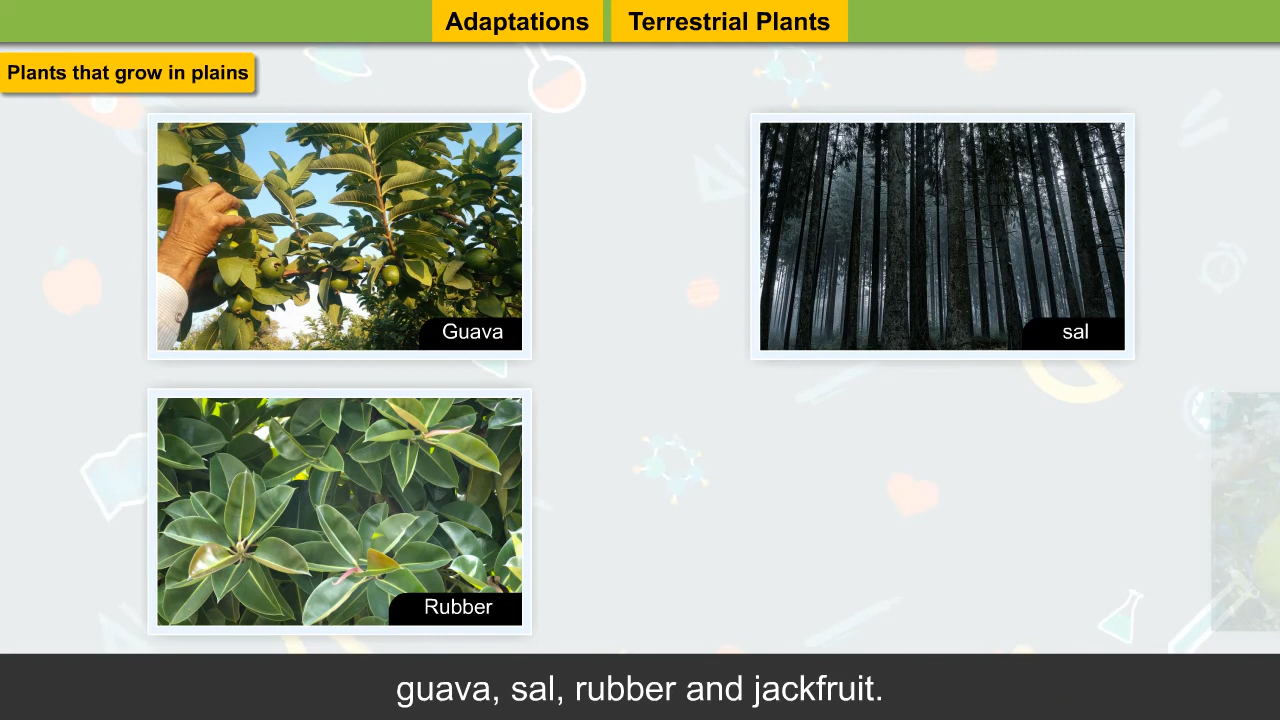 Adaptations
Terrestrial Plants
Plants that grow in plains
Guava
sal
Rubber
guava, sal, rubber and jackfruit.